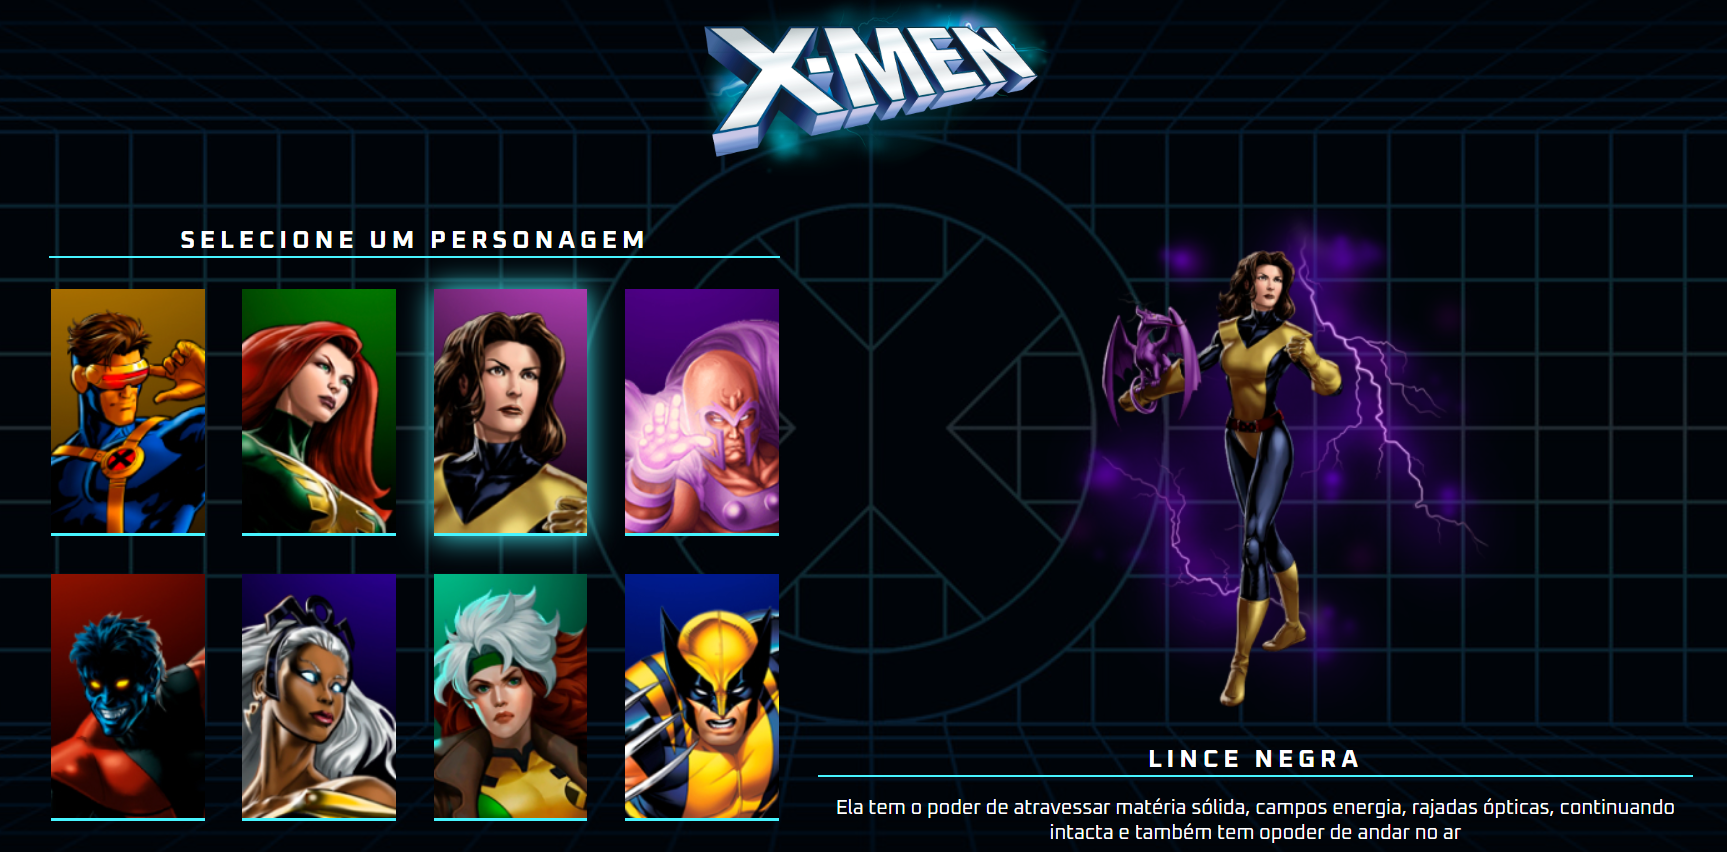 X-MEN
SELECIONE UM PERSONAGEM
LINCE NEGRA
Ela tem o poder de atravessar matéria sólida, campos energia, rajadas ópticas, continuando
intacta e também tem opoder de andar no ar